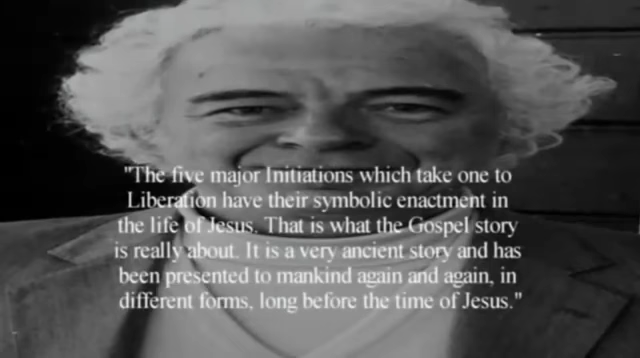 "The five major Initiations which take one to
Liberation have their symbolic enactment in
the life of Jesus. That is what the Gospel story
is really about. It is a very ancient story and has
been presented to mankind again and again, in
different forms, long before the time of Jesus."